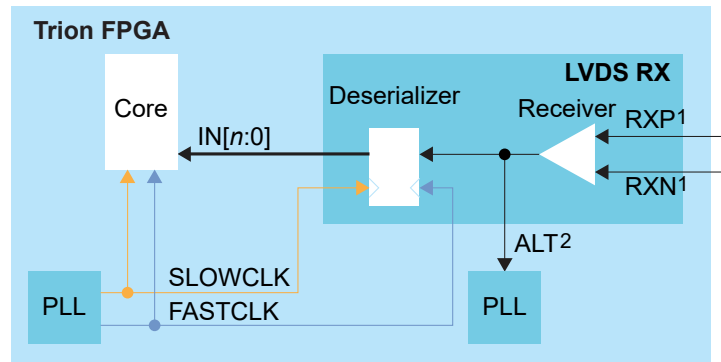 Trion FPGA
LVDS RX
Core
Deserializer
Receiver
RXP1
IN[n:0]
RXN1
ALT2
SLOWCLK
PLL
FASTCLK
PLL